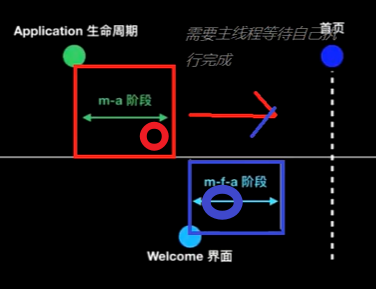 Application 生命周期
需要主线程等待自己执
行完成
首页
m-a 阶段
m-f-a 阶段
Welcome 界面